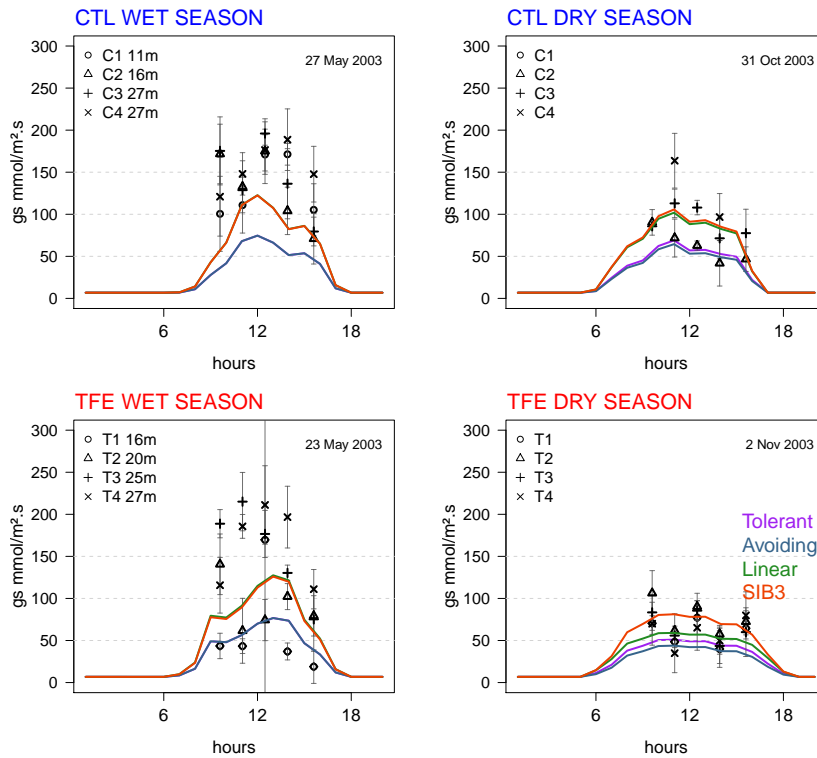 CTL WET SEASON
300
250
200
150
100
50
0
gs mmol/m².s
C1 11m
C2 16m
C3 27m
C4 27m
27 May 2003
6
12
18
hours
CTL DRY SEASON
300
250
200
150
100
50
0
gs mmol/m².s
C1
C2
C3
C4
31 Oct 2003
6
12
18
hours
TFE WET SEASON
300
250
200
150
100
50
0
gs mmol/m².s
T1 16m
T2 20m
T3 25m
T4 27m
23 May 2003
6
12
18
hours
TFE DRY SEASON
300
250
200
150
100
50
0
gs mmol/m².s
T1
T2
T3
T4
2 Nov 2003
Tolerant
Avoiding
Linear
SIB3
6
12
18
hours